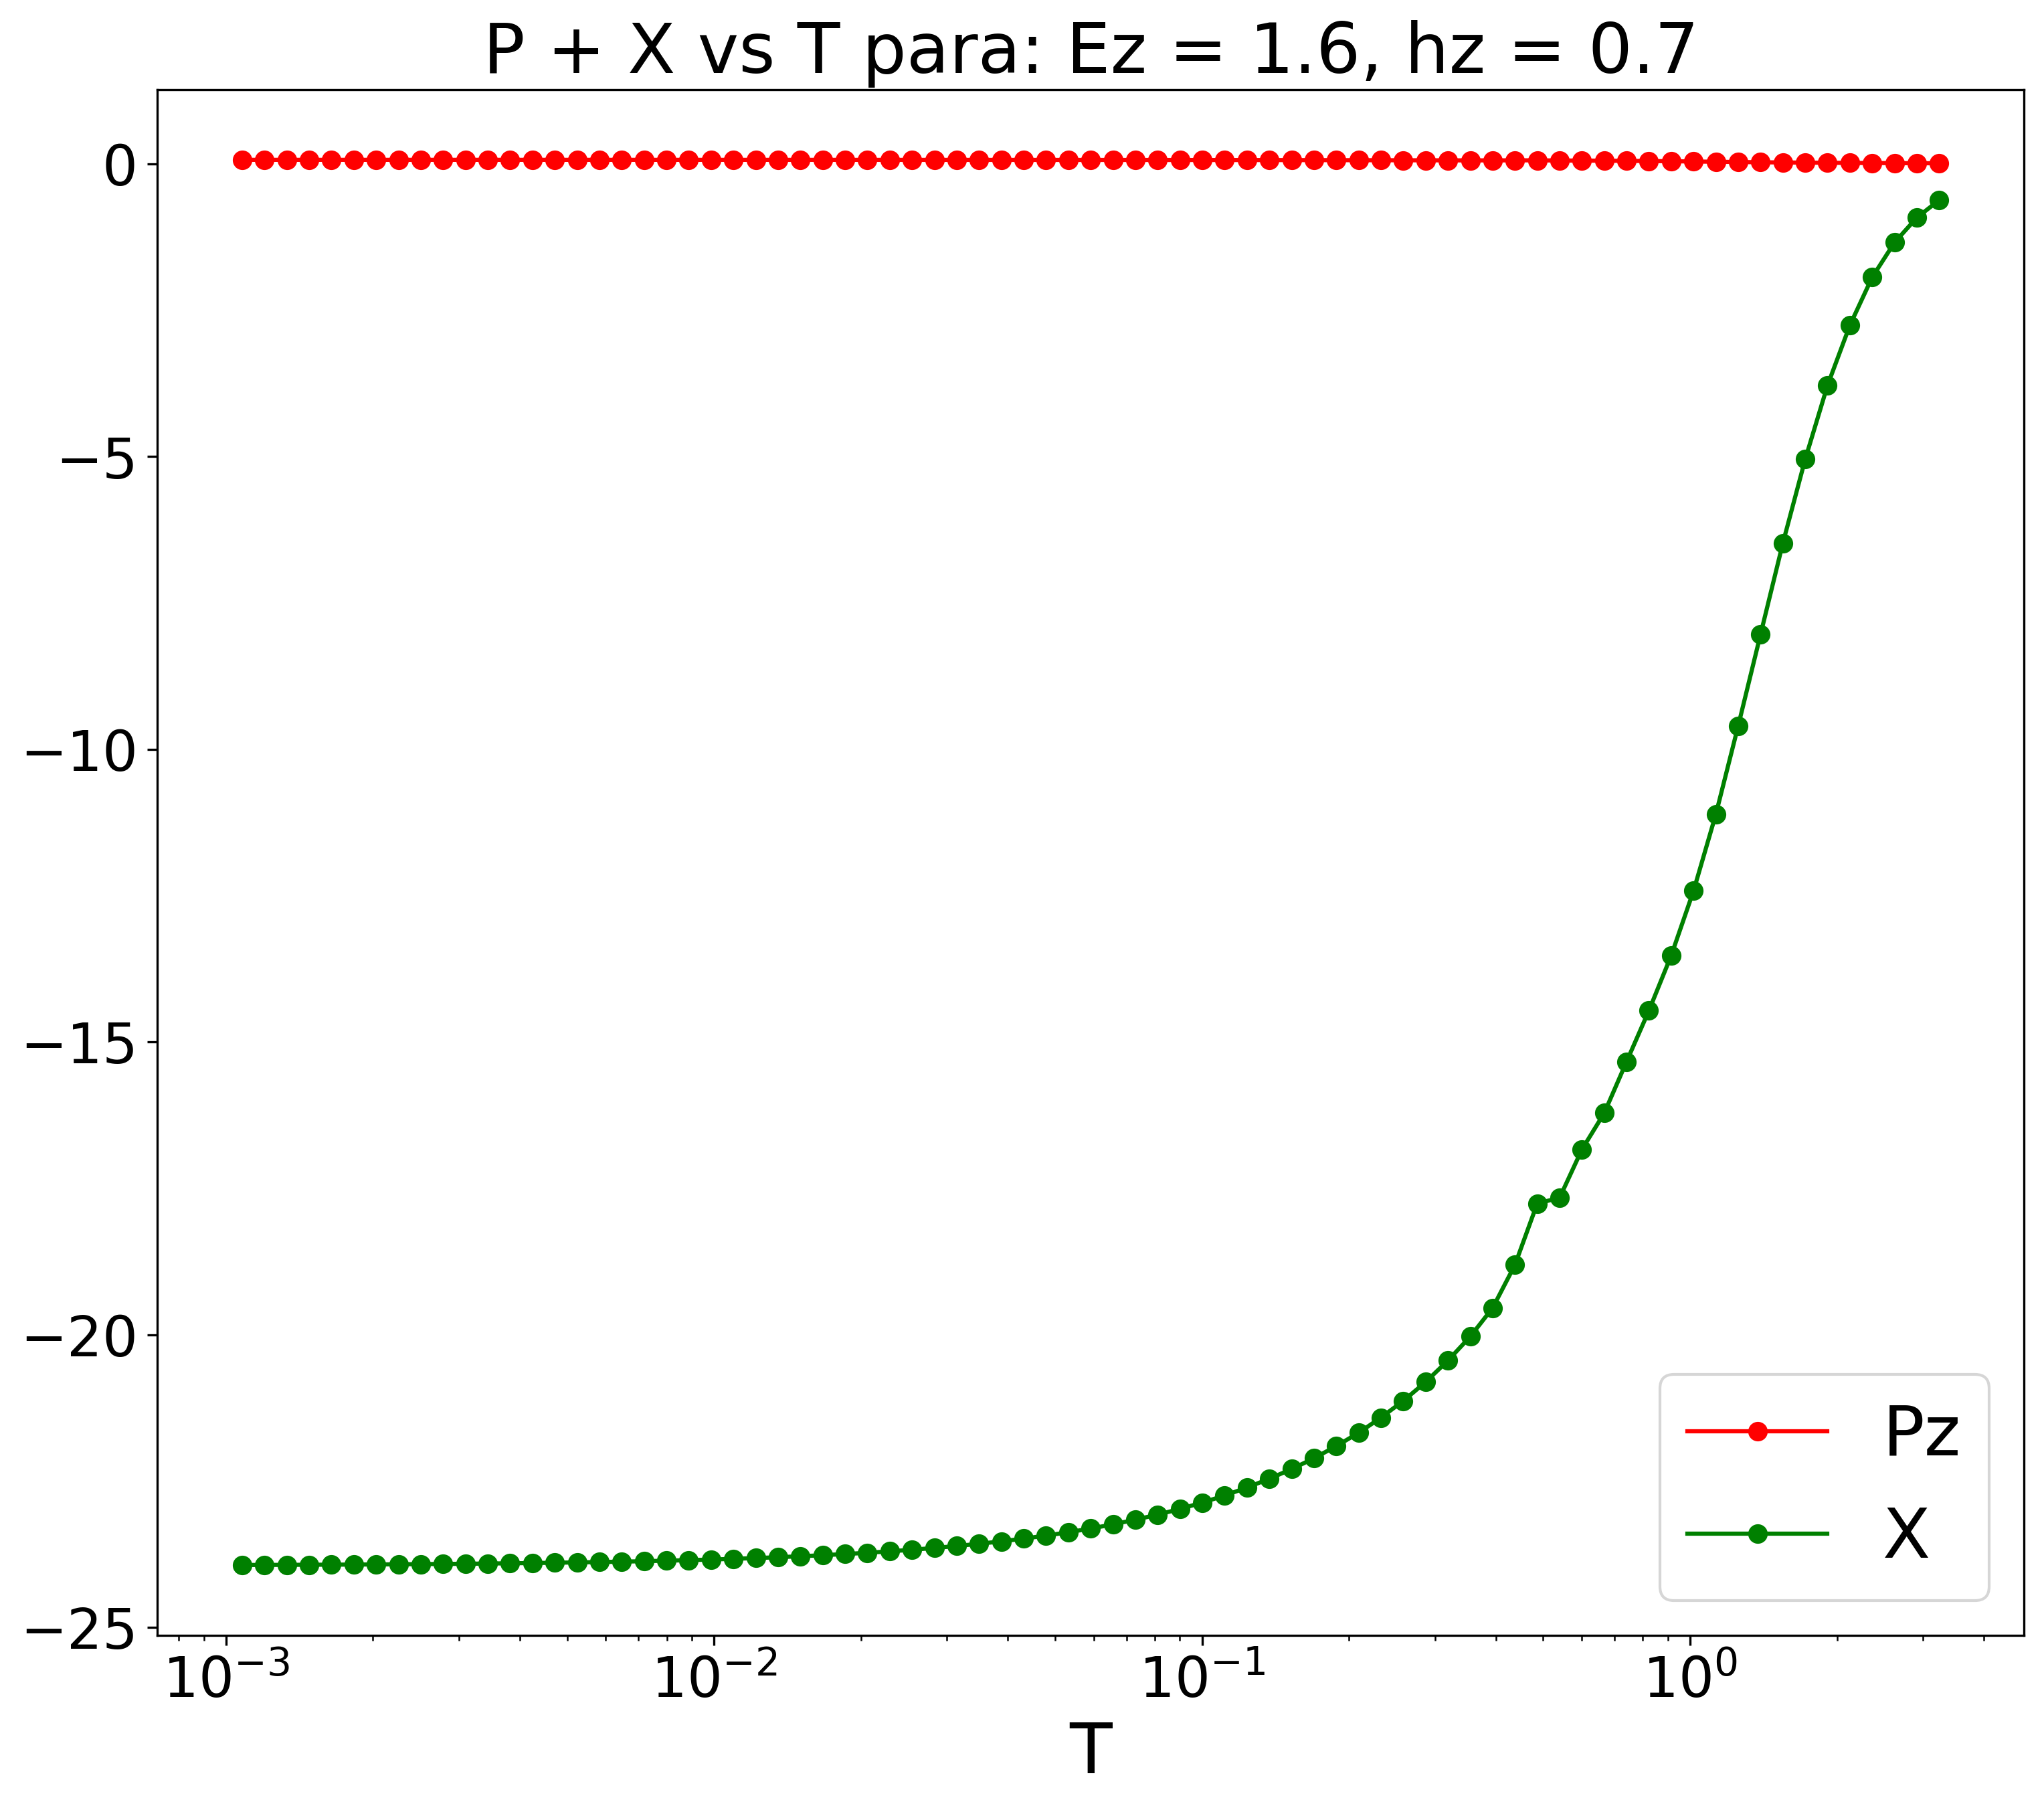 P + X vs T para: Ez = 1.6, hz = 0.7
0
−5
−10
−15
−20
−25
10⁻³ 10⁻² 10⁻¹ 10⁰
T
Pz
X